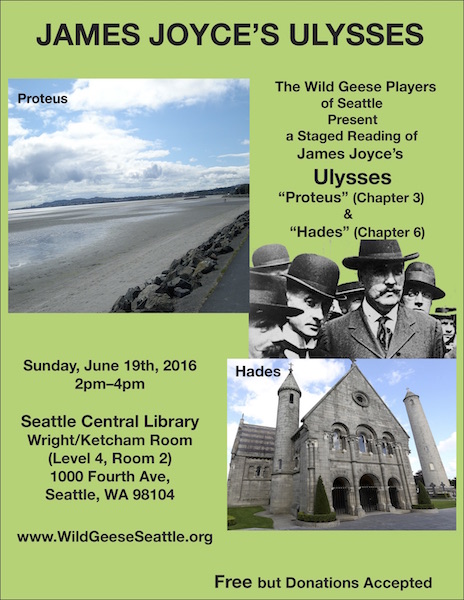 JAMES JOYCE’S ULYSSES
Proteus
The Wild Geese Players
of Seattle
Present
a Staged Reading of
James Joyce’s
Ulysses
“Proteus” (Chapter 3)
&
“Hades” (Chapter 6)
Sunday, June 19th, 2016
2pm–4pm
Seattle Central Library
Wright/Ketcham Room
(Level 4, Room 2)
1000 Fourth Ave,
Seattle, WA 98104
www.WildGeeseSeattle.org
Hades
Free but Donations Accepted